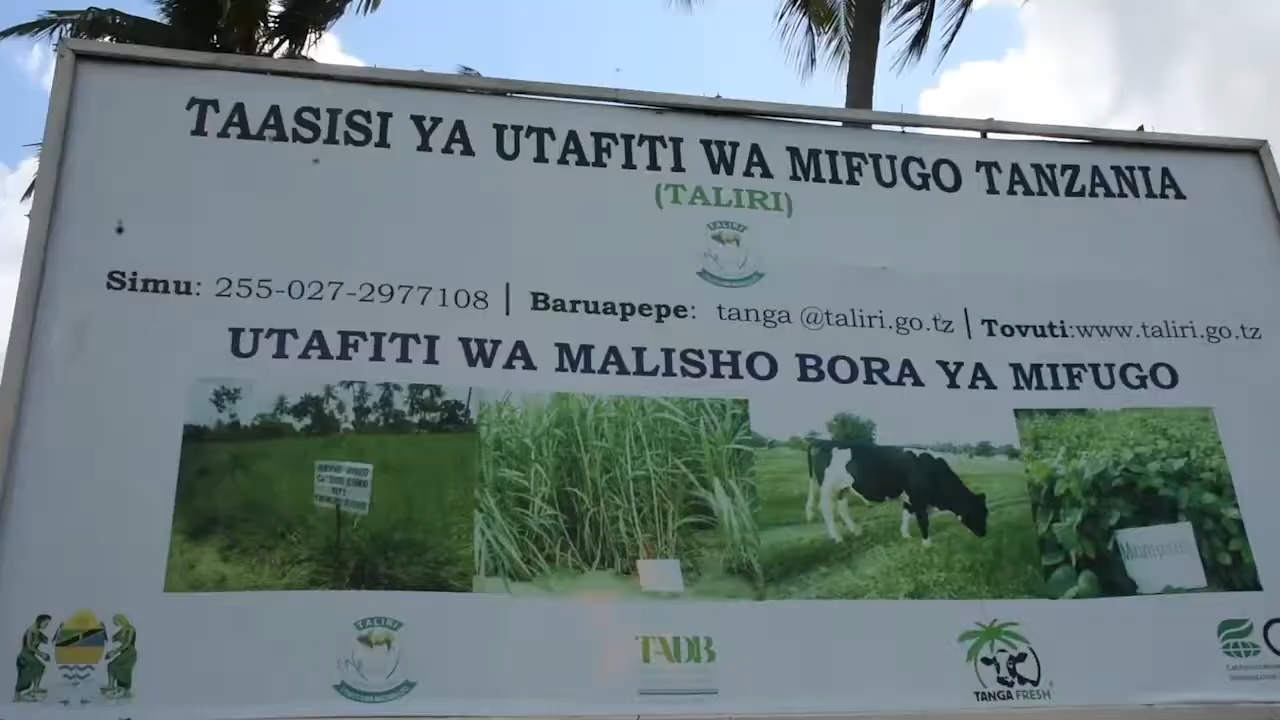 TAASISI YA UTAFITI WA MIFUGO TANZANIA
(TALIRI)
TALIRI
Simu: 255-027-2977108 | Baruapepe: tanga @taliri.go.tz | Tovuti:www.taliri.go.tz
UTAFITI WA MALISHO BORA YA MIFUGO
TALIRI
TADB
TANGA FRESH